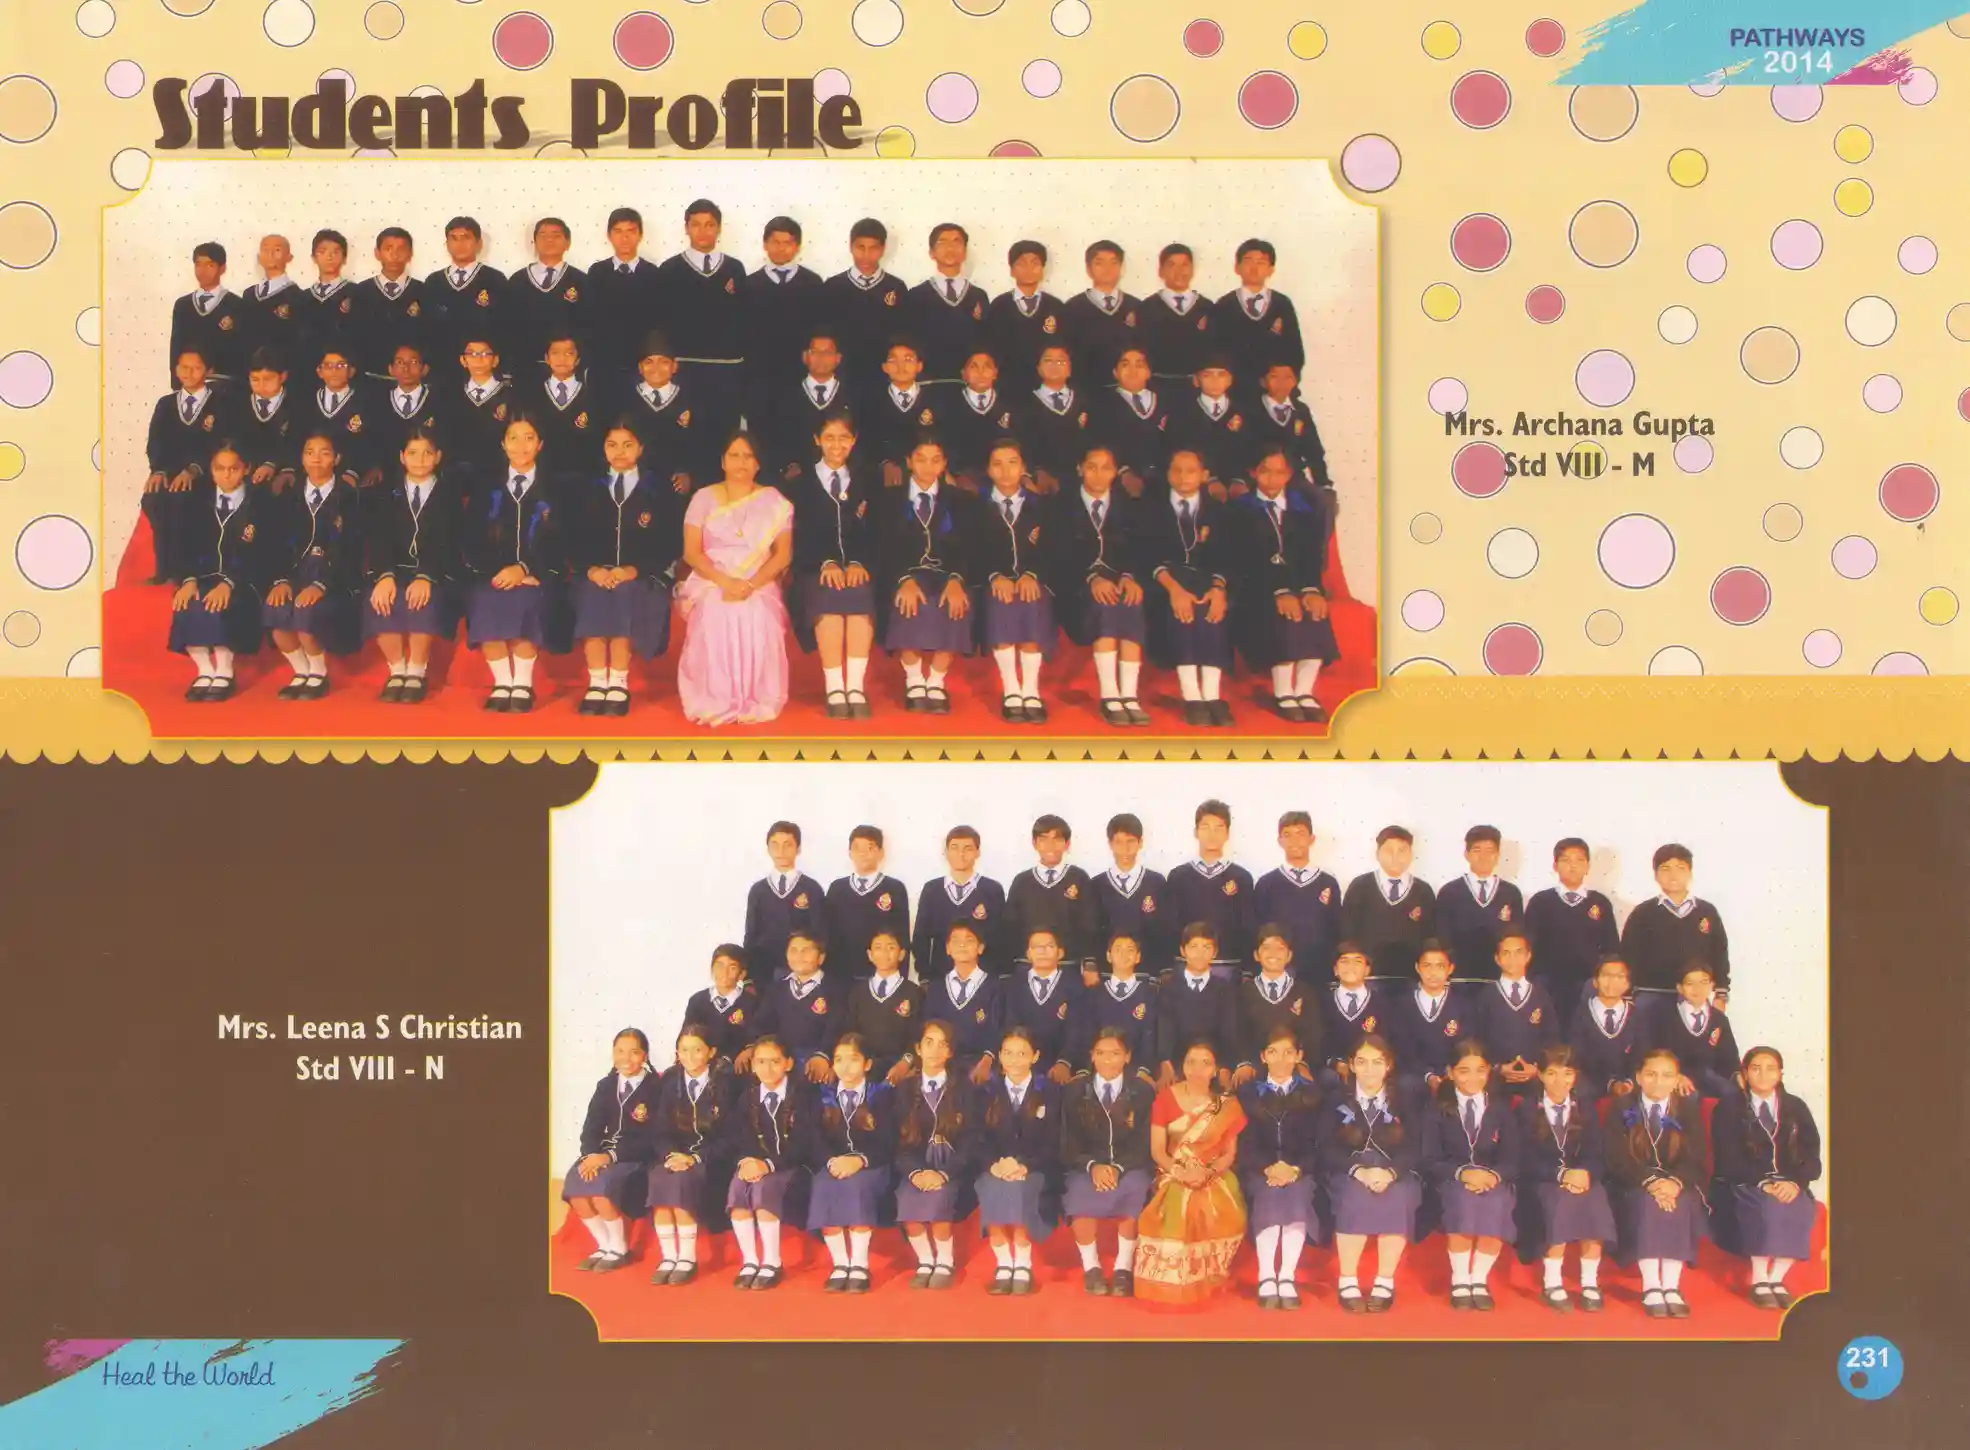 PATHWAYS
2014
Students Profile
Mrs. Archana Gupta
Std VIII - M
Mrs. Leena S Christian
Std VIII - N
Heal the World
231